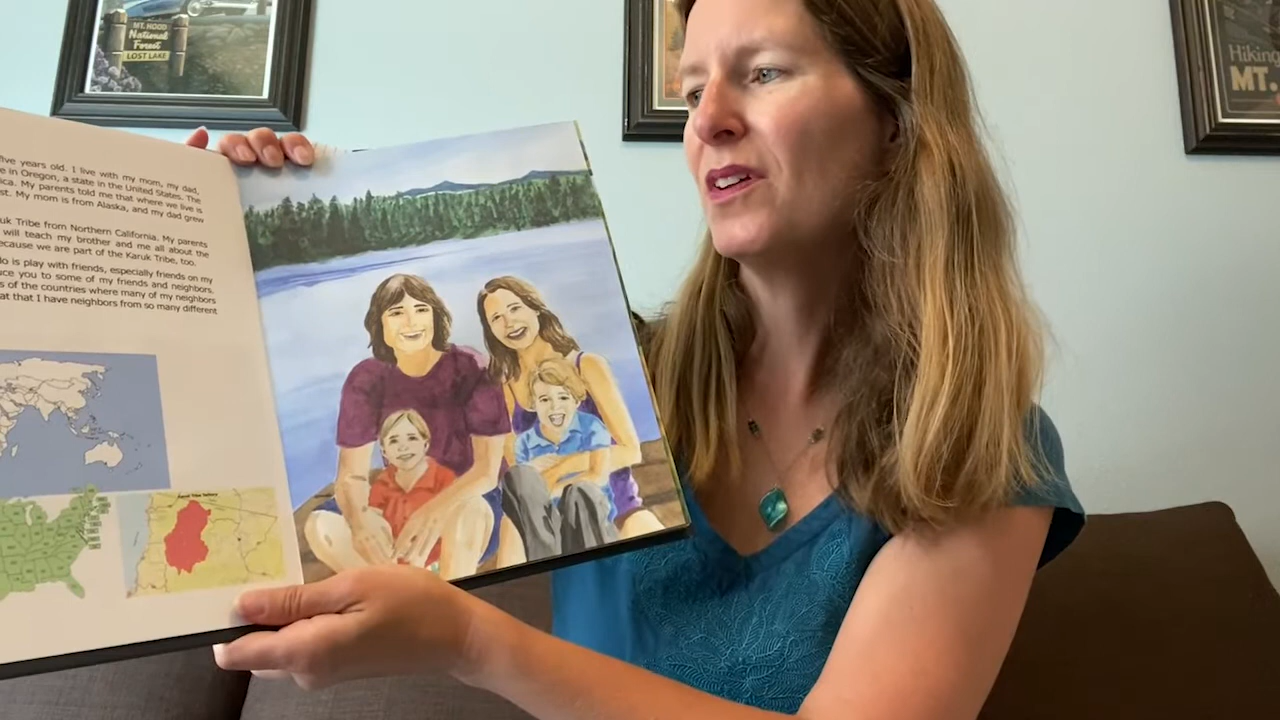 MT. HOOD
National
Forest
LOST LAKE
Hiking
MT.
five years old. I live with my mom, my dad,
e in Oregon, a state in the United States. The
ica. My parents told me that where we live is
st. My mom is from Alaska, and my dad grew
uk Tribe from Northern California. My parents
will teach my brother and me all about the
ecause we are part of the Karuk Tribe, too.
do is play with friends, especially friends on my
uce you to some of my friends and neighbors.
s of the countries where many of my neighbors
at that I have neighbors from so many different
Karuk Tribe Territory